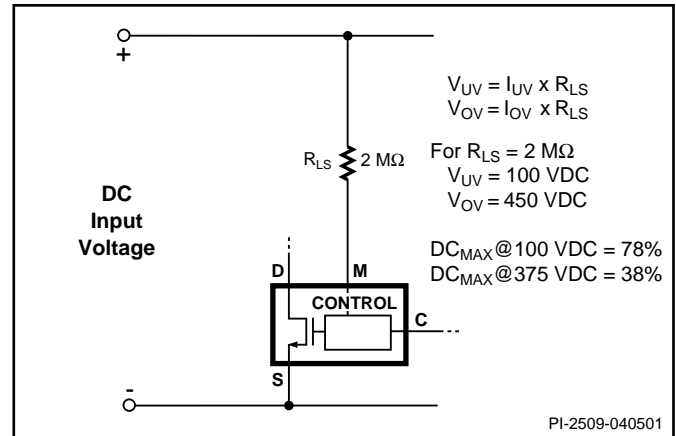 +
V_UV = I_UV x R_LS
V_OV = I_OV x R_LS
R_LS 2 MΩ
For R_LS = 2 MΩ
V_UV = 100 VDC
V_OV = 450 VDC
DC
Input
Voltage
DC_MAX@100 VDC = 78%
DC_MAX@375 VDC = 38%
D
M
CONTROL
C
S
-
PI-2509-040501